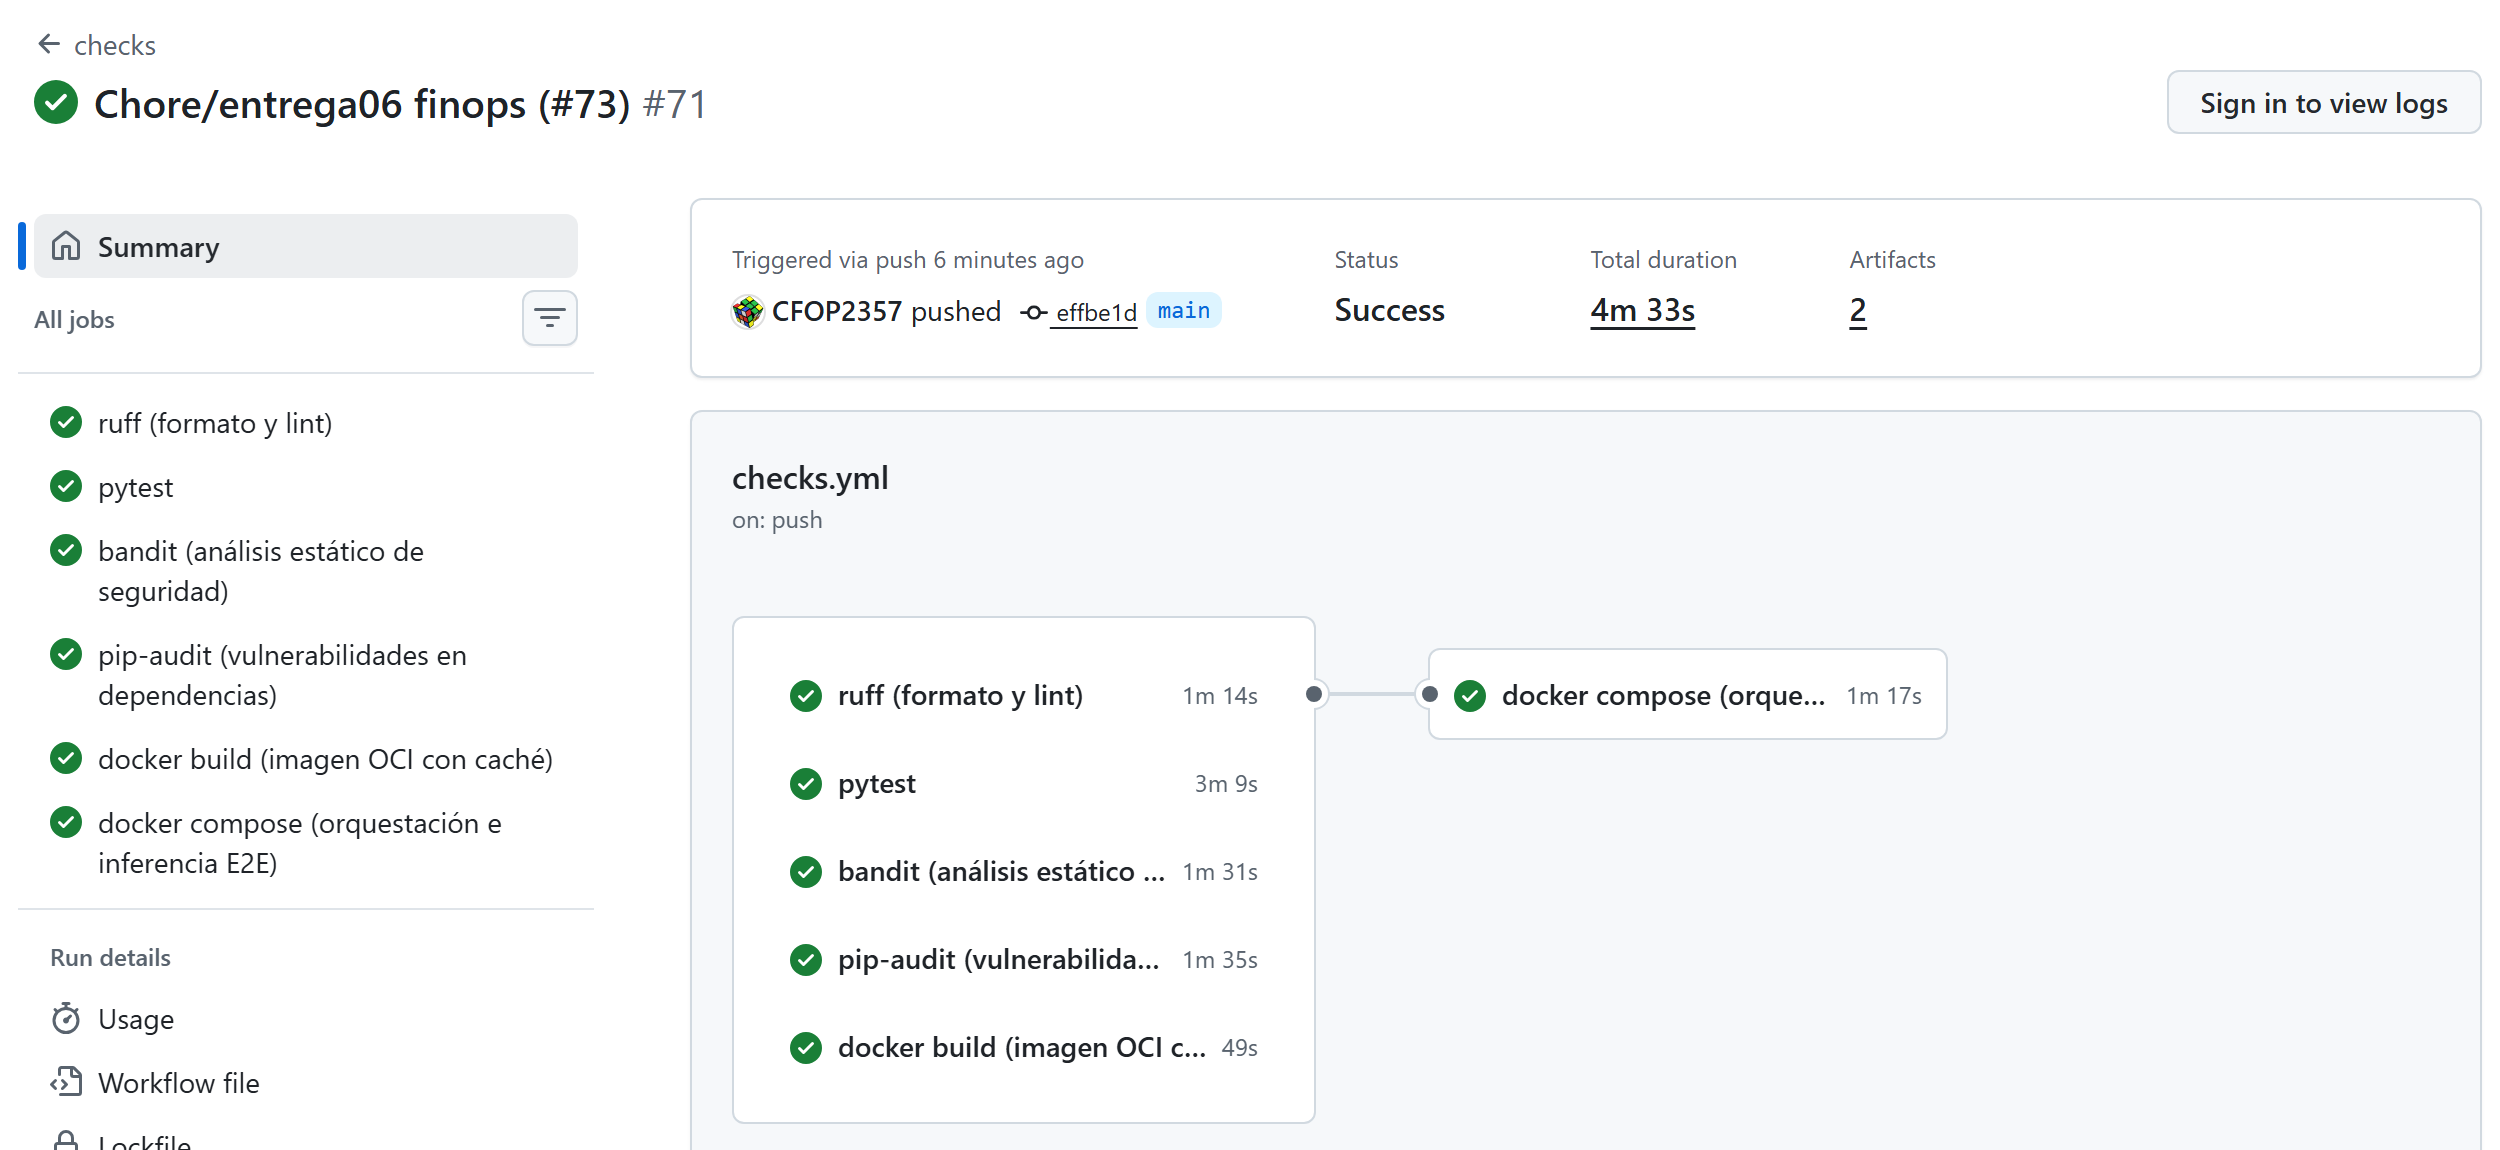 checks
Chore/entrega06 finops (#73) #71
Sign in to view logs
Summary
All jobs
ruff (formato y lint)
pytest
bandit (análisis estático de
seguridad)
pip-audit (vulnerabilidades en
dependencias)
docker build (imagen OCI con caché)
docker compose (orquestación e
inferencia E2E)
Run details
Usage
Workflow file
Lockfile
Triggered via push 6 minutes ago
CFOP2357 pushed effbe1d main
Status
Success
Total duration
4m 33s
Artifacts
2
checks.yml
on: push
ruff (formato y lint) 1m 14s
pytest 3m 9s
bandit (análisis estático ... 1m 31s
pip-audit (vulnerabilida... 1m 35s
docker build (imagen OCI c... 49s
docker compose (orque... 1m 17s